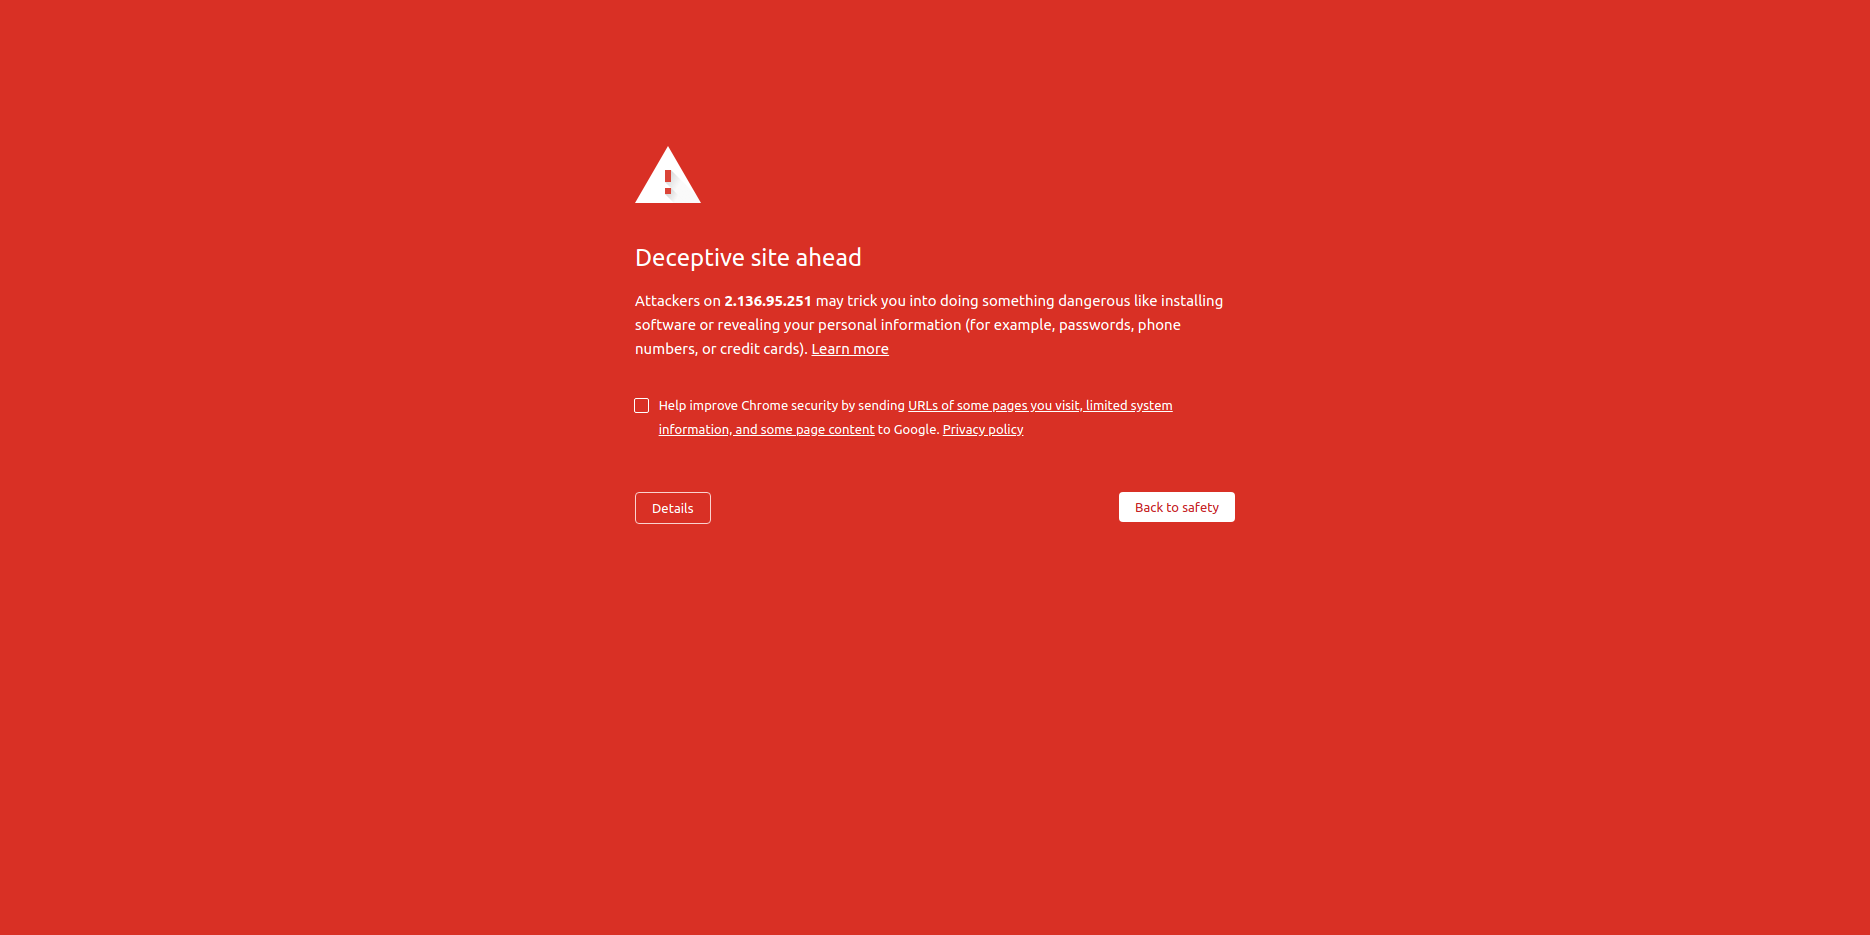 Deceptive site ahead
Attackers on 2.136.95.251 may trick you into doing something dangerous like installing
software or revealing your personal information (for example, passwords, phone
numbers, or credit cards). Learn more
Help improve Chrome security by sending URLs of some pages you visit, limited system
information, and some page content to Google. Privacy policy
Details
Back to safety